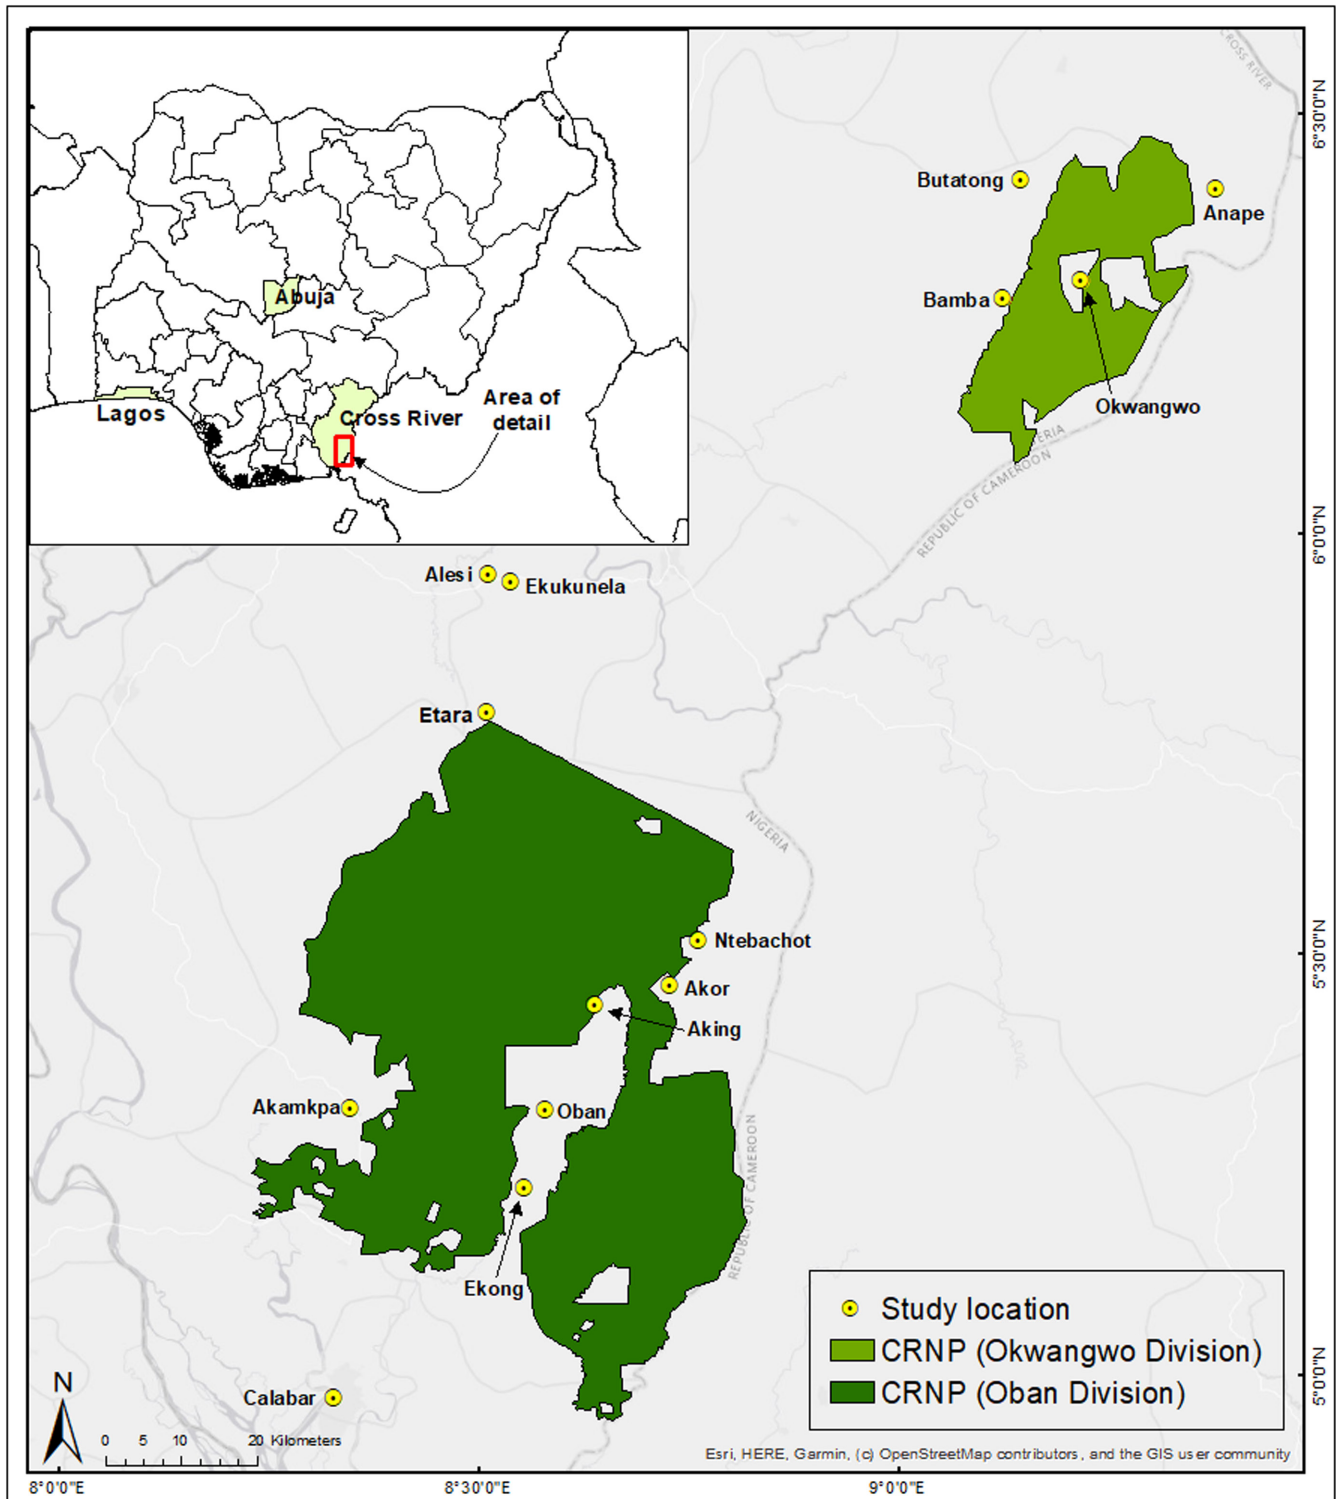 CROSS RIVER
6°30'0"N
Butatong
Anape
Bamba
Okwangwo
Abuja
Lagos
Cross River
Area of
detail
NIGERIA
REPUBLIC OF CAMEROON
6°0'0"N
Alesi
Ekukunela
Etara
NIGERIA
Ntebachot
5°30'0"N
Akor
Aking
Akamkpa
Oban
REPUBLIC OF CAMEROON
Ekong
Calabar
N
0 5 10 20 Kilometers
Study location
CRNP (Okwangwo Division)
CRNP (Oban Division)
5°0'0"N
Esri, HERE, Garmin, (c) OpenStreetMap contributors, and the GIS user community
8°0'0"E
8°30'0"E
9°0'0"E